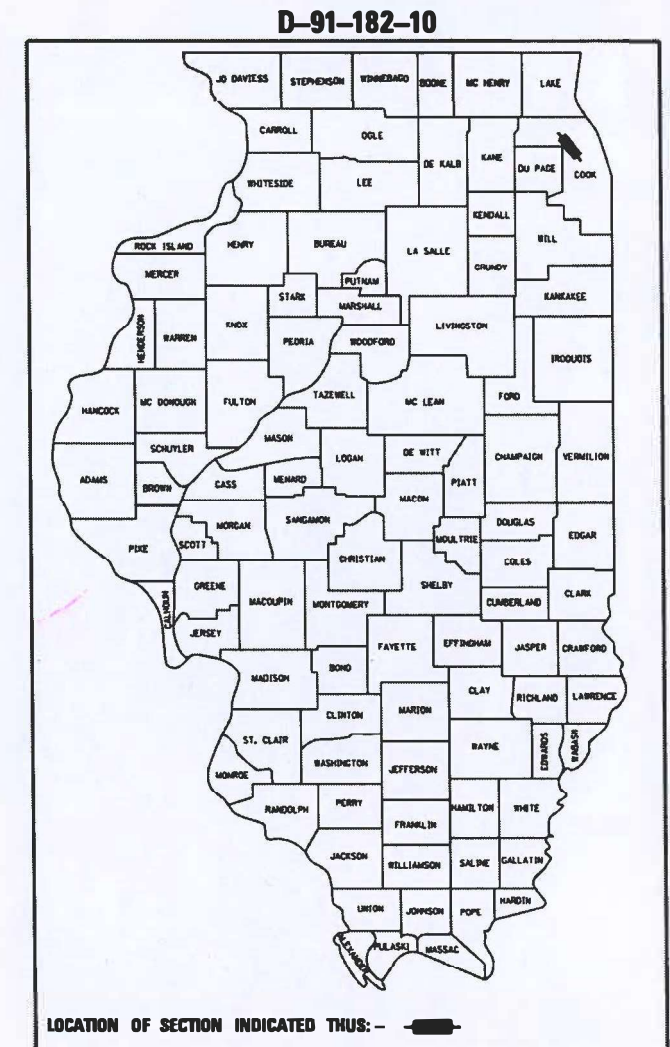 D-91-182-10
JO DAVIESS STEPHENSON WINNEBAGO BOONE MC HENRY LAKE
CARROLL OGLE DE KALB KANE DU PAGE COOK
WHITESIDE LEE
KENDALL
ROCK ISLAND HENRY BUREAU LA SALLE WILL
MERCER PUTNAM GRUNDY
STARK MARSHALL KANKAKEE
HENDERSON WARREN KNOX PEORIA WOODFORD LIVINGSTON IROQUOIS
HANCOCK MC DONOUGH FULTON TAZEWELL MC LEAN FORD
SCHUYLER MASON LOGAN DE WITT CHAMPAIGN VERMILION
ADAMS BROWN CASS MENARD MACON PIATT
PIKE SCOTT MORGAN SANGAMON CHRISTIAN MOULTRIE DOUGLAS EDGAR
COLES
CALHOUN GREENE MACOUPIN MONTGOMERY SHELBY CUMBERLAND CLARK
JERSEY FAYETTE EFFINGHAM JASPER CRAWFORD
MADISON BOND CLAY RICHLAND LAWRENCE
CLINTON MARION
ST. CLAIR WASHINGTON WAYNE EDWARDS WABASH
MONROE JEFFERSON
RANDOLPH PERRY HAMILTON WHITE
FRANKLIN
JACKSON WILLIAMSON SALINE GALLATIN
UNION JOHNSON POPE HARDIN
ALEXANDER PULASKI MASSAC
LOCATION OF SECTION INDICATED THUS: -